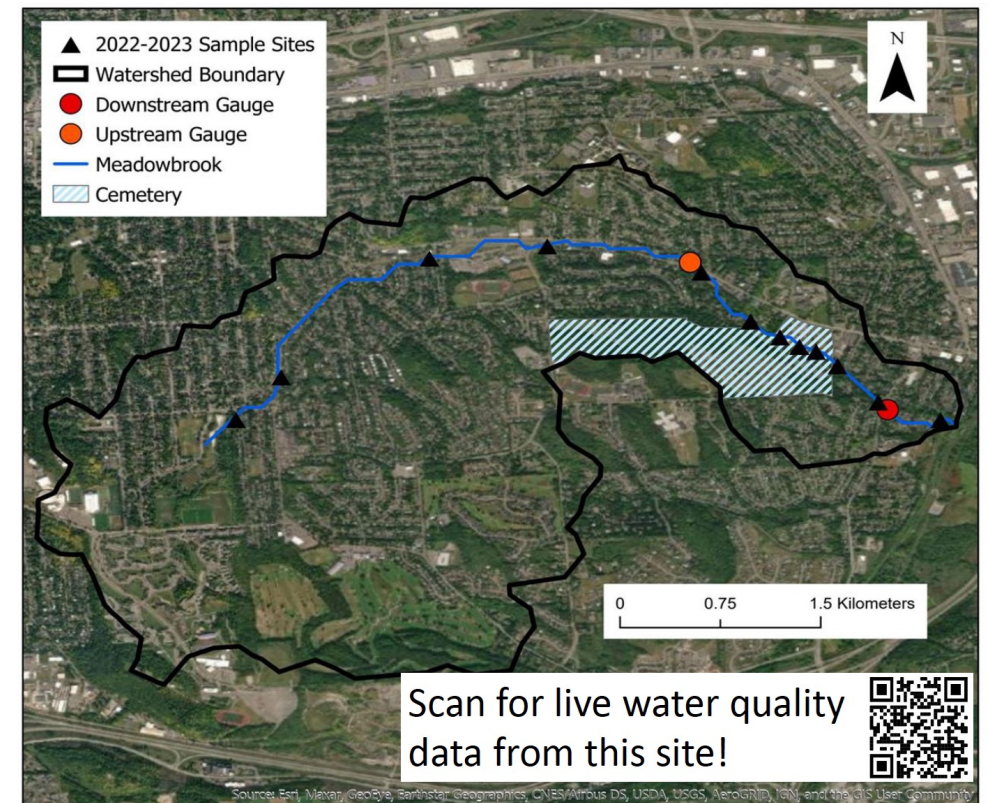 2022-2023 Sample Sites
Watershed Boundary
Downstream Gauge
Upstream Gauge
Meadowbrook
Cemetery
N
0 0.75 1.5 Kilometers
Scan for live water quality
data from this site!
Source: Esri, Maxar, GeoEye, Earthstar Geographics, CNES/Airbus DS, USDA, USGS, AeroGRID, IGN, and the GIS User Community